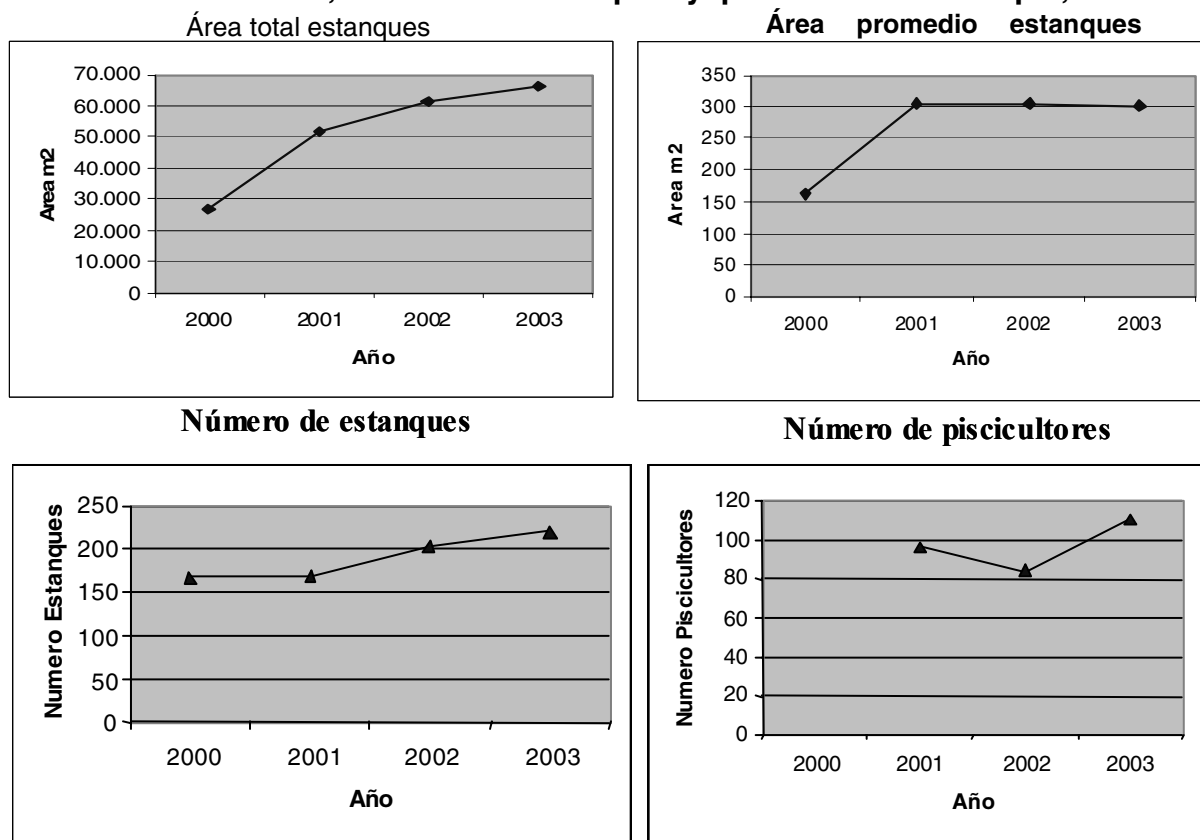 Área total estanques
Área promedio estanques
70.000
60.000
50.000
40.000
30.000
20.000
10.000
0
Area m2
2000 2001 2002 2003
Año
350
300
250
200
150
100
50
0
Area m2
2000 2001 2002 2003
Año
Número de estanques
Número de piscicultores
250
200
150
100
50
0
Numero Estanques
2000 2001 2002 2003
Año
120
100
80
60
40
20
0
Numero Piscicultores
2000 2001 2002 2003
Año